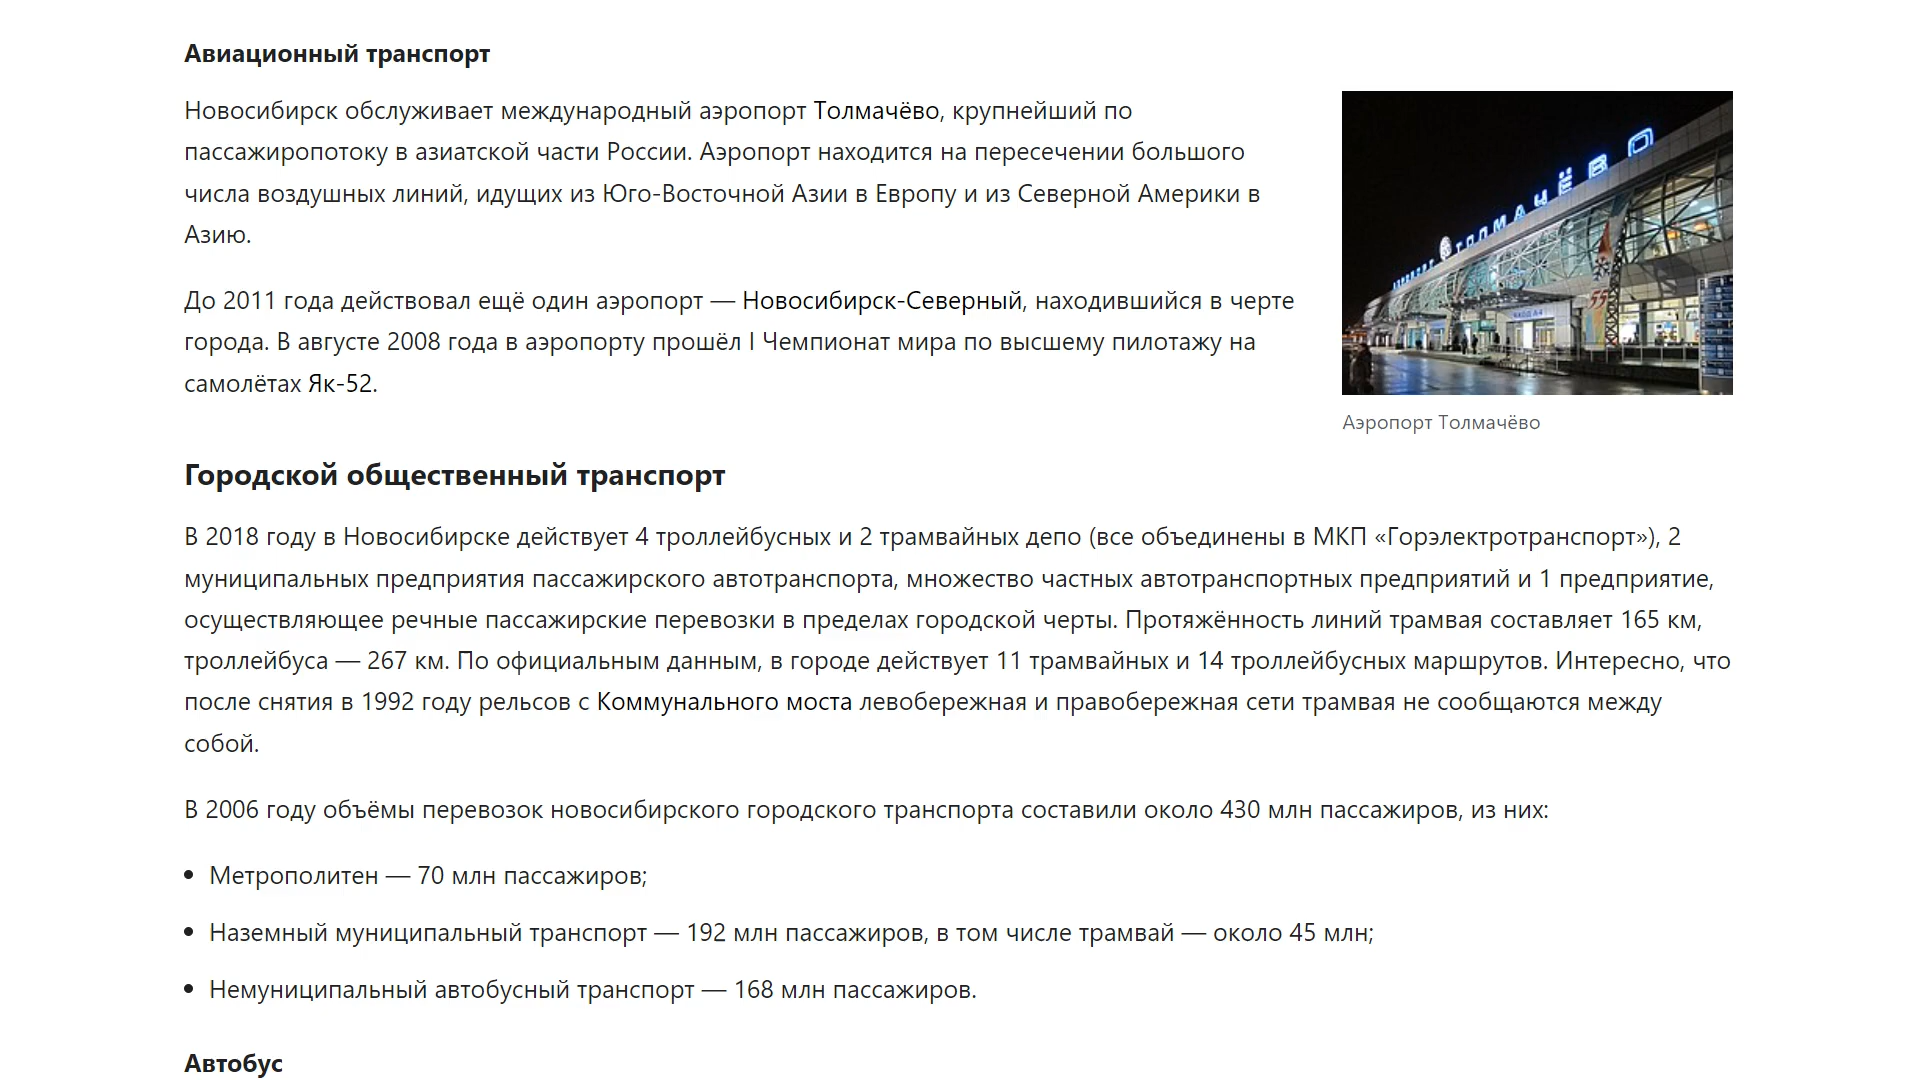 Авиационный транспорт
Новосибирск обслуживает международный аэропорт Толмачёво, крупнейший по
пассажиропотоку в азиатской части России. Аэропорт находится на пересечении большого
числа воздушных линий, идущих из Юго-Восточной Азии в Европу и из Северной Америки в
Азию.
До 2011 года действовал ещё один аэропорт — Новосибирск-Северный, находившийся в черте
города. В августе 2008 года в аэропорту прошёл I Чемпионат мира по высшему пилотажу на
самолётах Як-52.
АЭРОПОРТ ТОЛМАЧЁВО
Аэропорт Толмачёво
Городской общественный транспорт
В 2018 году в Новосибирске действует 4 троллейбусных и 2 трамвайных депо (все объединены в МКП «Горэлектротранспорт»), 2
муниципальных предприятия пассажирского автотранспорта, множество частных автотранспортных предприятий и 1 предприятие,
осуществляющее речные пассажирские перевозки в пределах городской черты. Протяжённость линий трамвая составляет 165 км,
троллейбуса — 267 км. По официальным данным, в городе действует 11 трамвайных и 14 троллейбусных маршрутов. Интересно, что
после снятия в 1992 году рельсов с Коммунального моста левобережная и правобережная сети трамвая не сообщаются между
собой.
В 2006 году объёмы перевозок новосибирского городского транспорта составили около 430 млн пассажиров, из них:
• Метрополитен — 70 млн пассажиров;
• Наземный муниципальный транспорт — 192 млн пассажиров, в том числе трамвай — около 45 млн;
• Немуниципальный автобусный транспорт — 168 млн пассажиров.
Автобус